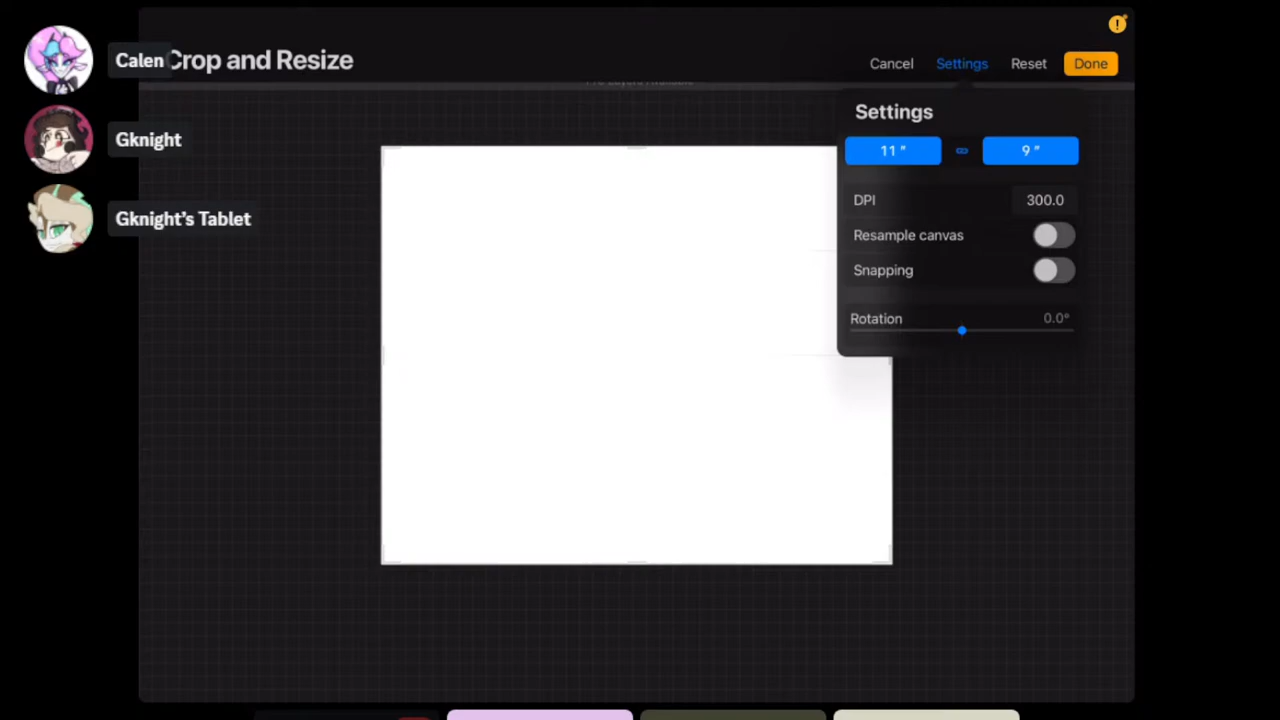 Calen
Crop and Resize
Cancel
Settings
Reset
Done
Settings
11 "
9 "
DPI
300.0
Resample canvas
Snapping
Rotation
0.0°
Gknight
Gknight's Tablet